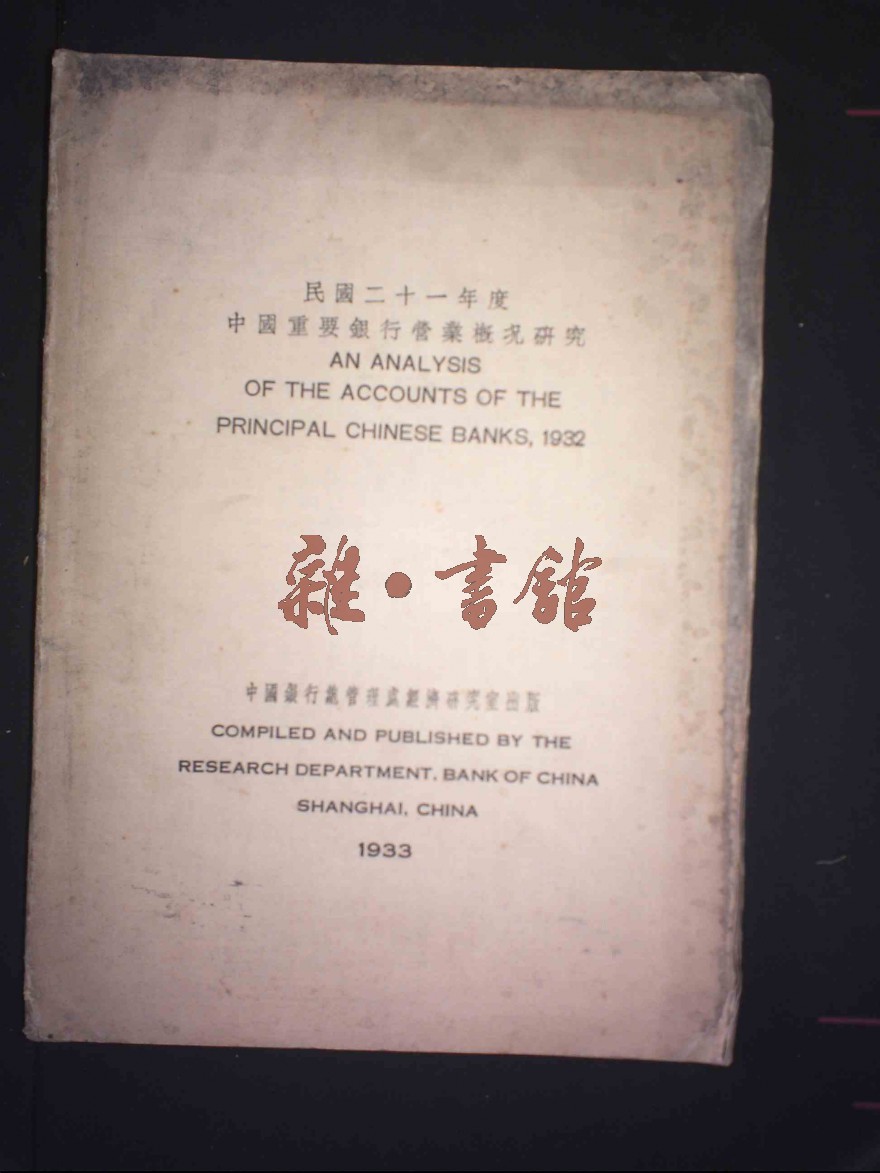 民國二十一年度
中國重要銀行營業概況研究
AN ANALYSIS
OF THE ACCOUNTS OF THE
PRINCIPAL CHINESE BANKS, 1932
雜·書館
中國銀行總管理處經濟研究室出版
COMPILED AND PUBLISHED BY THE
RESEARCH DEPARTMENT, BANK OF CHINA
SHANGHAI, CHINA
1933